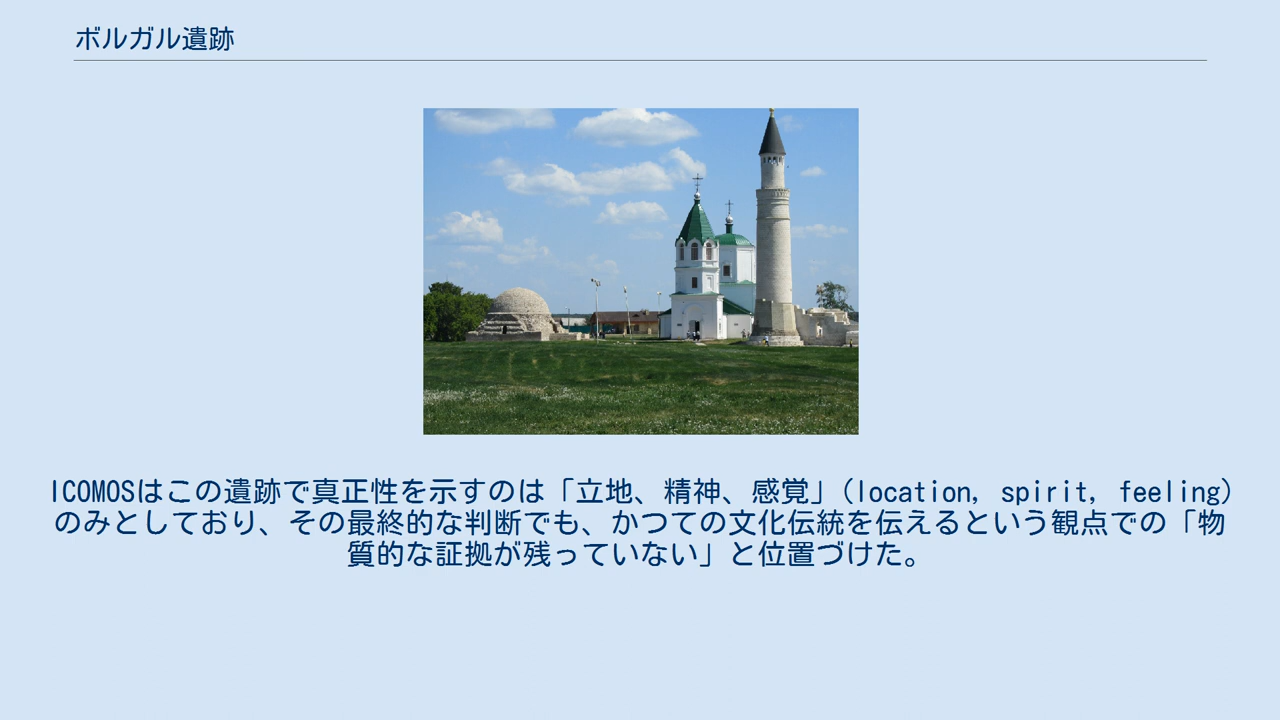 ボルガル遺跡
ICOMOSはこの遺跡で真正性を示すのは「立地、精神、感覚」(location, spirit, feeling)
のみとしており、その最終的な判断でも、かつての文化伝統を伝えるという観点での「物
質的な証拠が残っていない」と位置づけた。